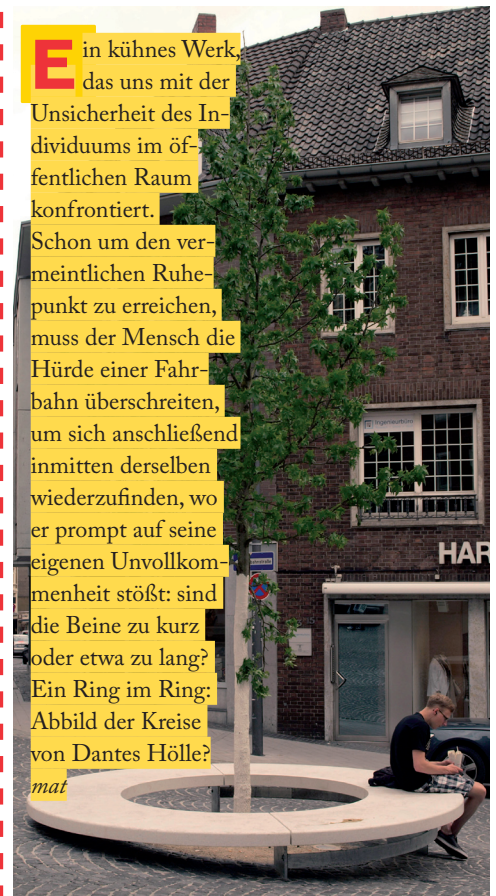 Ein kühnes Werk,
das uns mit der
Unsicherheit des In-
dividuums im öf-
fentlichen Raum
konfrontiert.
Schon um den ver-
meintlichen Ruhe-
punkt zu erreichen,
muss der Mensch die
Hürde einer Fahr-
bahn überschreiten,
um sich anschließend
inmitten derselben
wiederzufinden, wo
er prompt auf seine
eigenen Unvollkom-
menheit stößt: sind
die Beine zu kurz
oder etwa zu lang?
Ein Ring im Ring:
Abbild der Kreise
von Dantes Hölle?
mat
Ingenieurbüro
HAR